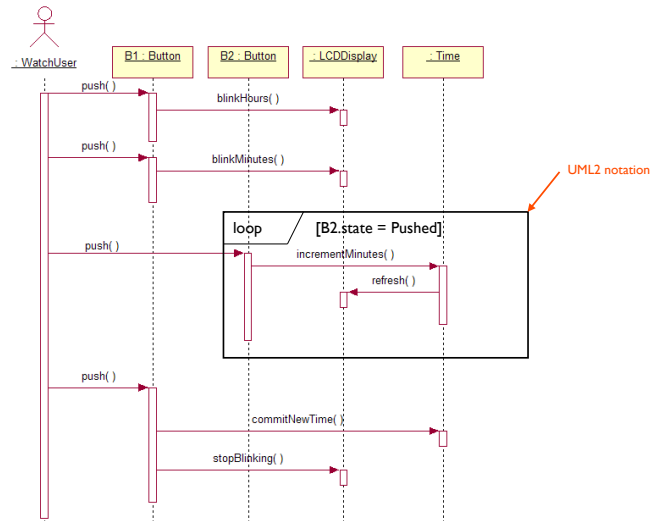 : WatchUser
B1 : Button
B2 : Button
: LCDDisplay
: Time
push( )
blinkHours( )
push( )
blinkMinutes( )
UML2 notation
loop
[B2.state = Pushed]
push( )
incrementMinutes( )
refresh( )
push( )
commitNewTime( )
stopBlinking( )